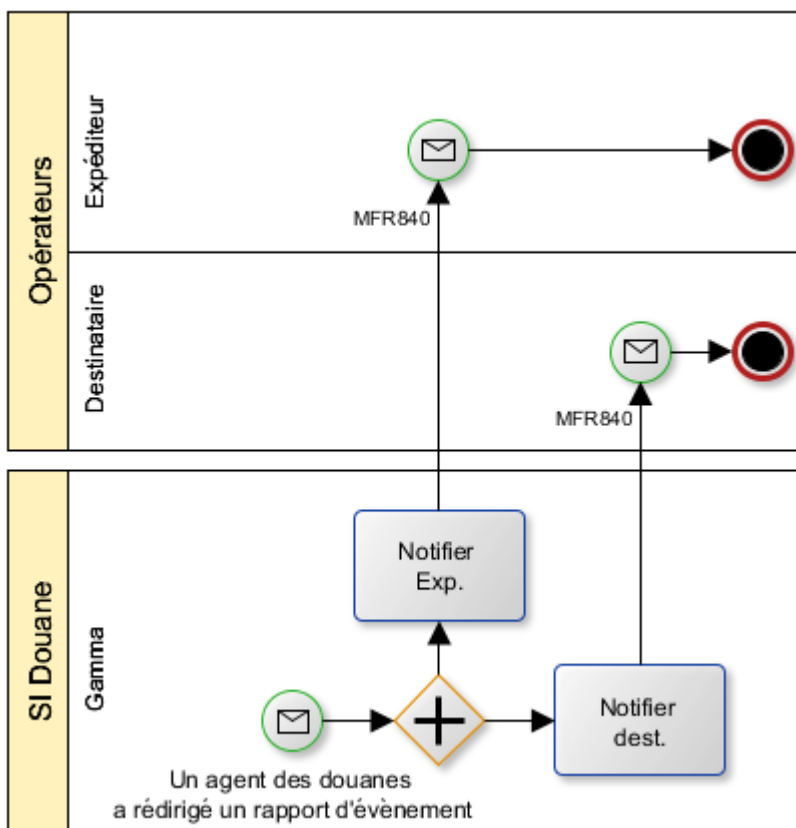 Opérateurs
Expéditeur
MFR840
Destinataire
MFR840
SI Douane
Gamma
Notifier
Exp.
Notifier
dest.
Un agent des douanes
a rédirigé un rapport d'évènement